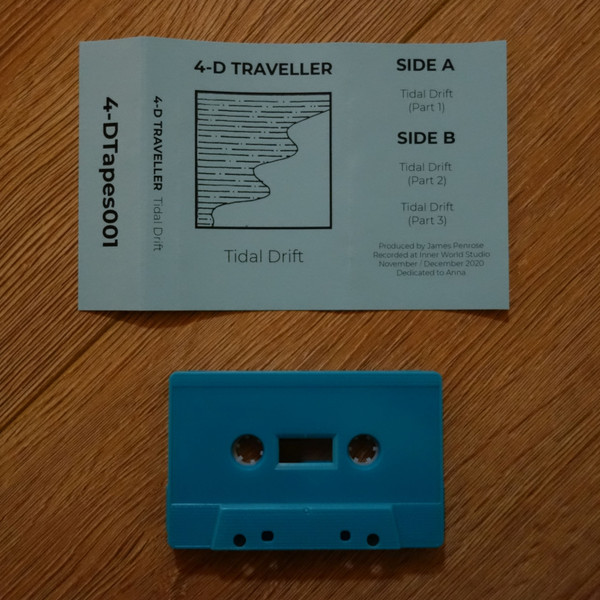 4-DTapes001
4-D TRAVELLER Tidal Drift
4-D TRAVELLER
Tidal Drift
SIDE A
Tidal Drift
(Part 1)
SIDE B
Tidal Drift
(Part 2)
Tidal Drift
(Part 3)
Produced by James Penrose
Recorded at Inner World Studio
November / December 2020
Dedicated to Anna